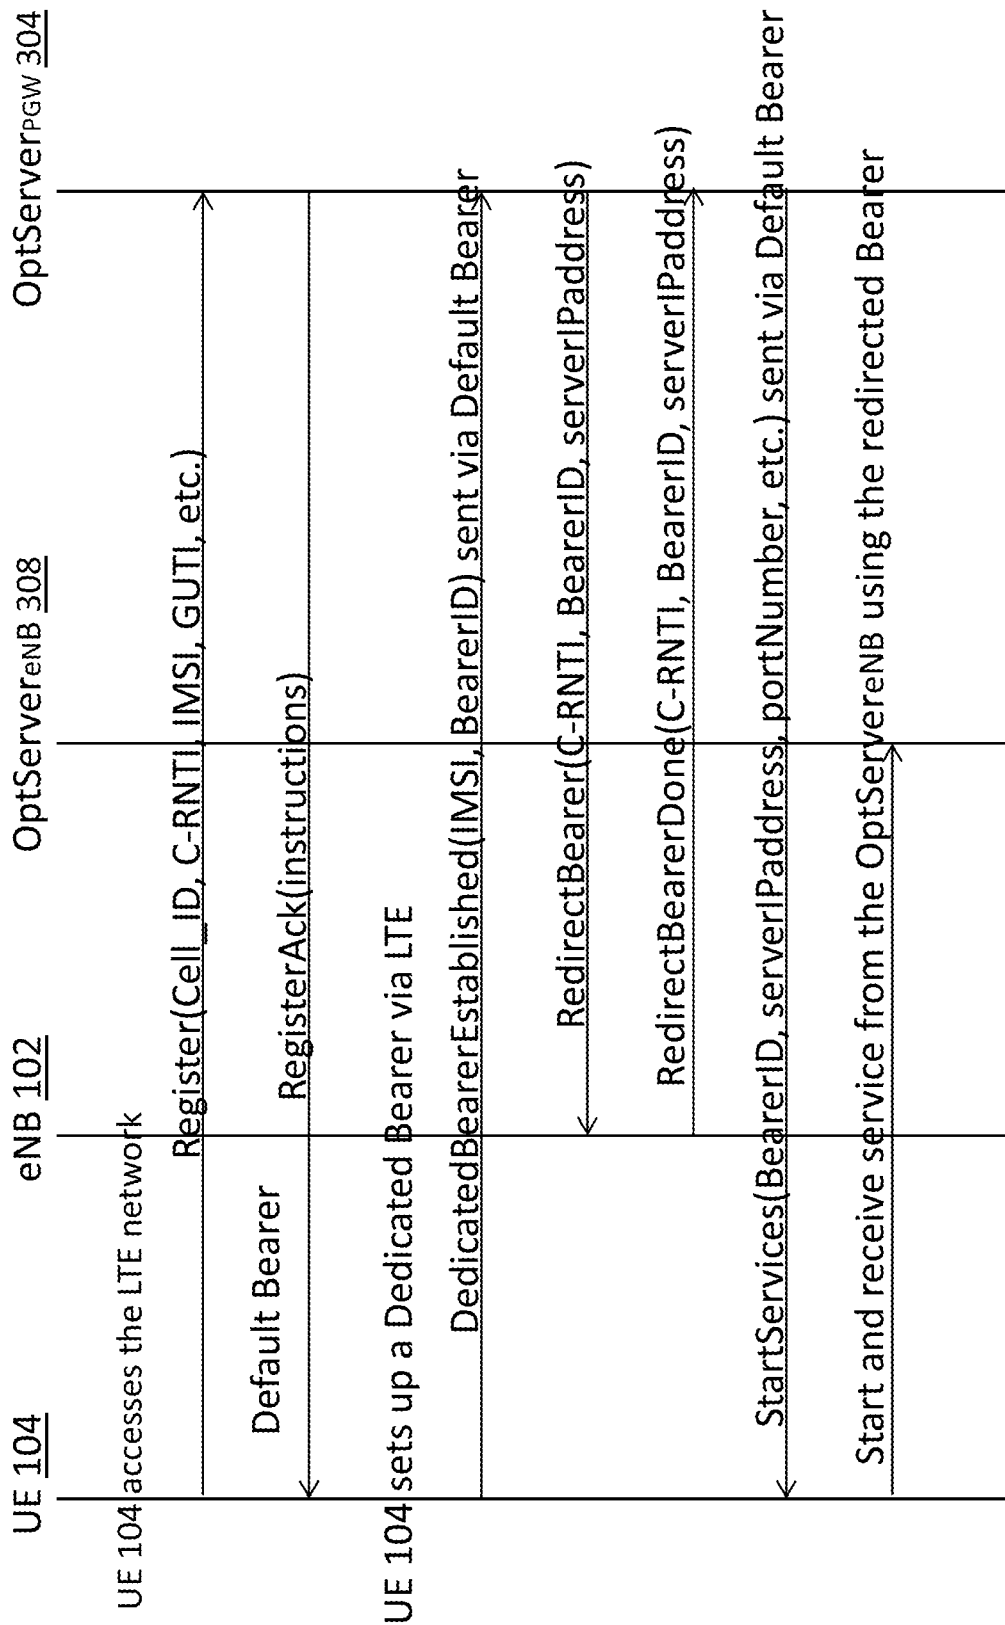 UE 104
eNB 102
OptServereNB 308
OptServerPGW 304
UE 104 accesses the LTE network
Register(Cell_ID, C-RNTI, IMSI, GUTI, etc.)
Default Bearer
RegisterAck(instructions)
UE 104 sets up a Dedicated Bearer via LTE
DedicatedBearerEstablished(IMSI, BearerID) sent via Default Bearer
RedirectBearer(C-RNTI, BearerID, serverIPaddress)
RedirectBearerDone(C-RNTI, BearerID, serverIPaddress)
StartServices(BearerID, serverIPaddress, portNumber, etc.) sent via Default Bearer
Start and receive service from the OptServereNB using the redirected Bearer